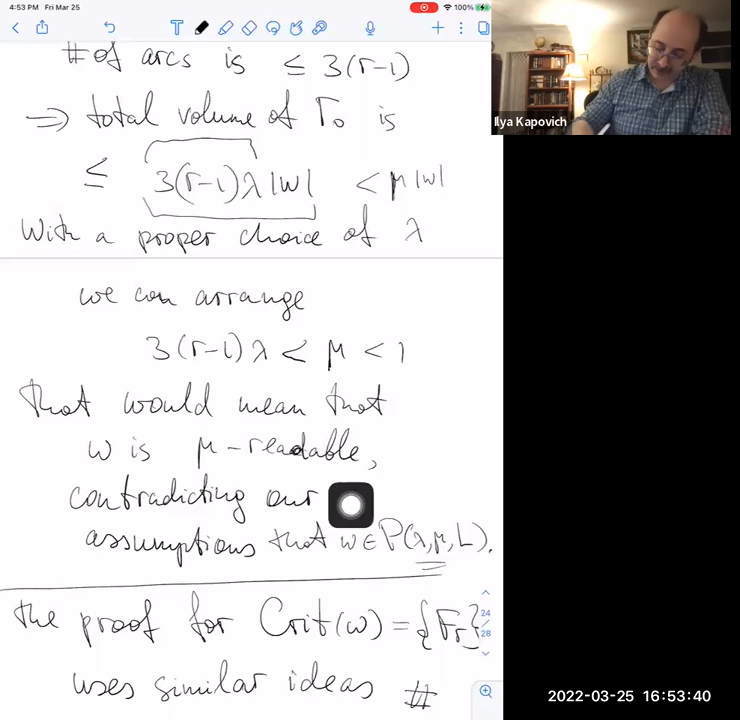 4:53 PM Fri Mar 25
100%
# of arcs is ≤ 3(r-1)
Ilya Kapovich
⇒ total volume of Γ₀ is
≤ 3(r-1)λ|w| < μ|w|
With a proper choice of λ
we can arrange
3(r-1)λ < μ < 1
that would mean that
w is μ-readable,
contradicting our
assumptions that w ∈ P(λ,μ,L).
the proof for Crit(w) = {Fr}
24
28
uses similar ideas #
2022-03-25 16:53:40